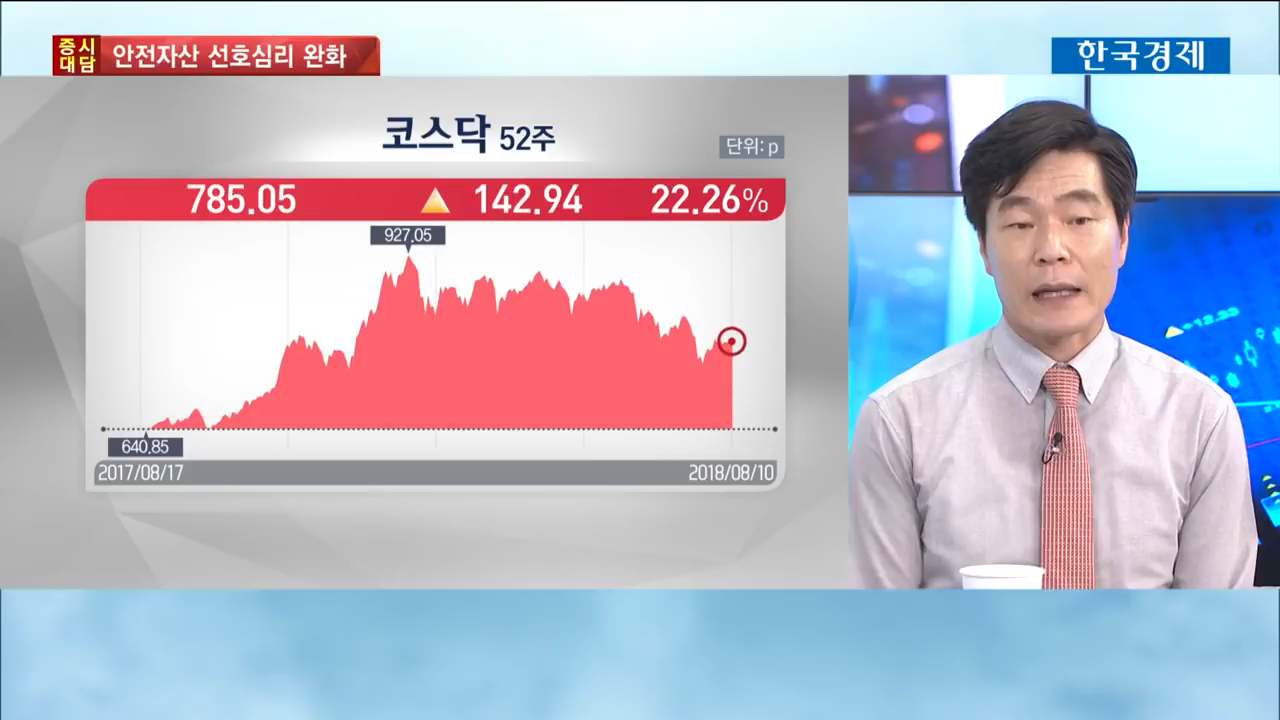 증시
대담
안전자산 선호심리 완화
한국경제
코스닥 52주
단위:p
785.05 ▲ 142.94 22.26%
927.05
640.85
2017/08/17
2018/08/10